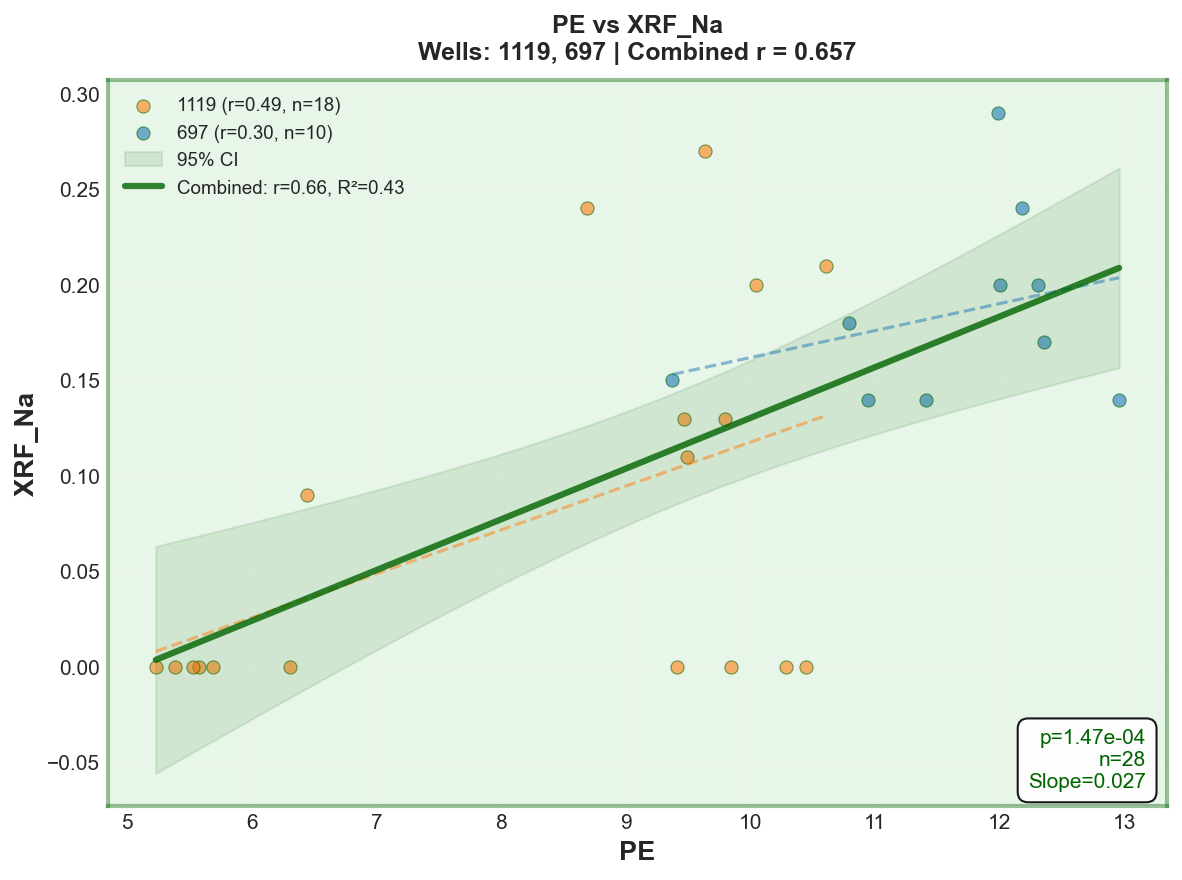 PE vs XRF_Na
Wells: 1119, 697 | Combined r = 0.657
1119 (r=0.49, n=18)
697 (r=0.30, n=10)
95% CI
Combined: r=0.66, R²=0.43
XRF_Na
0.30
0.25
0.20
0.15
0.10
0.05
0.00
−0.05
p=1.47e-04
n=28
Slope=0.027
5 6 7 8 9 10 11 12 13
PE